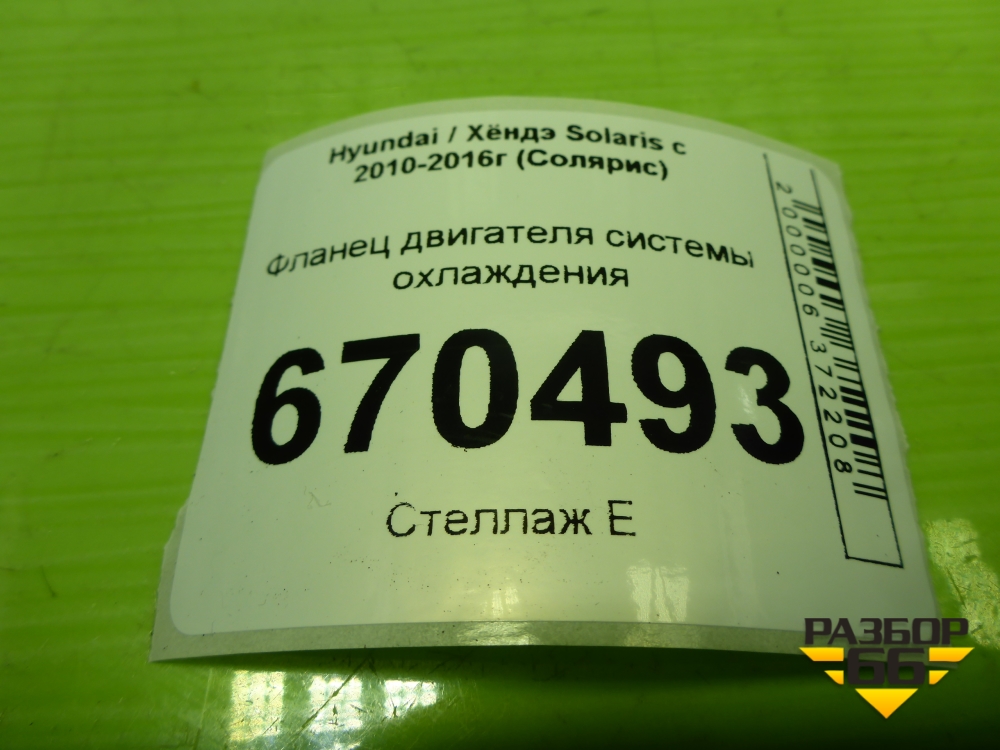 Hyundai / Хёндэ Solaris с
2010-2016г (Солярис)
Фланец двигателя системы
охлаждения
670493
Стеллаж Е
2000006372208
РАЗБОР
66